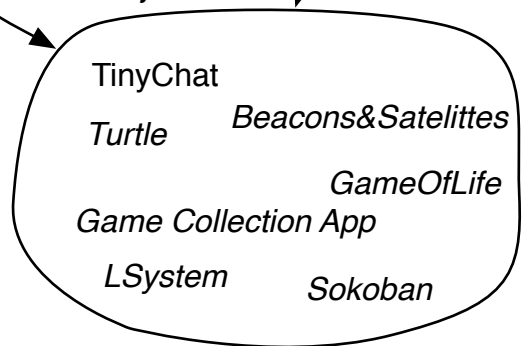 TinyChat
Beacons&Satelittes
Turtle
GameOfLife
Game Collection App
LSystem
Sokoban